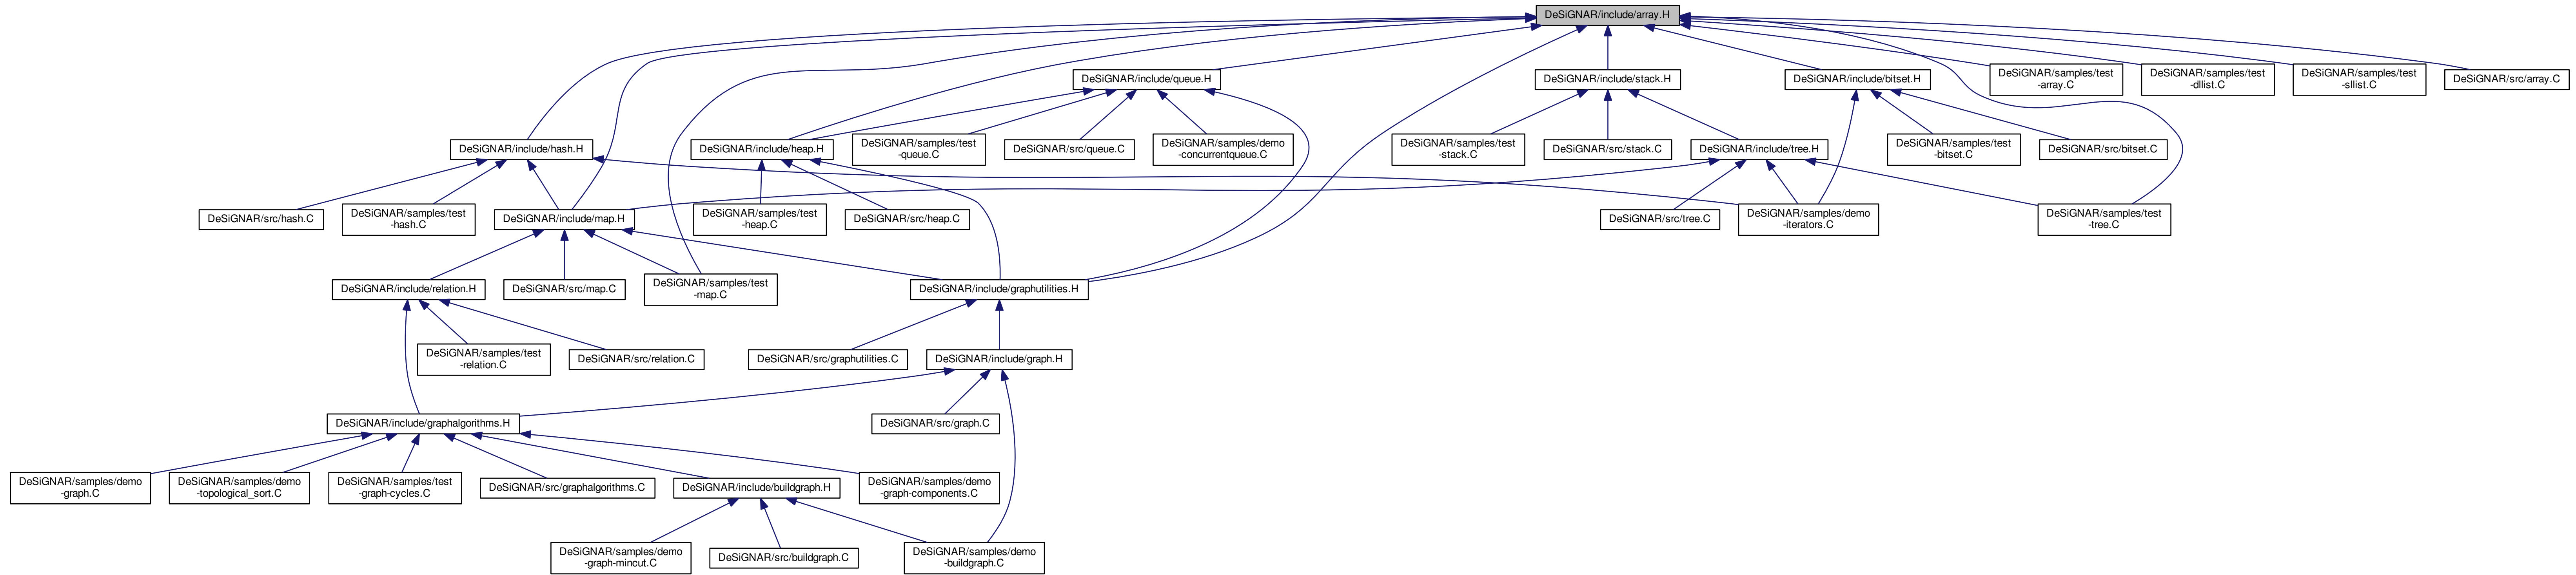 DeSiGNAR/include/array.H
DeSiGNAR/include/queue.H
DeSiGNAR/include/stack.H
DeSiGNAR/include/bitset.H
DeSiGNAR/samples/test
-array.C
DeSiGNAR/samples/test
-dllist.C
DeSiGNAR/samples/test
-sllist.C
DeSiGNAR/src/array.C
DeSiGNAR/include/hash.H
DeSiGNAR/include/heap.H
DeSiGNAR/samples/test
-queue.C
DeSiGNAR/src/queue.C
DeSiGNAR/samples/demo
-concurrentqueue.C
DeSiGNAR/samples/test
-stack.C
DeSiGNAR/src/stack.C
DeSiGNAR/include/tree.H
DeSiGNAR/samples/test
-bitset.C
DeSiGNAR/src/bitset.C
DeSiGNAR/src/hash.C
DeSiGNAR/samples/test
-hash.C
DeSiGNAR/include/map.H
DeSiGNAR/samples/test
-heap.C
DeSiGNAR/src/heap.C
DeSiGNAR/src/tree.C
DeSiGNAR/samples/demo
-iterators.C
DeSiGNAR/samples/test
-tree.C
DeSiGNAR/include/relation.H
DeSiGNAR/src/map.C
DeSiGNAR/samples/test
-map.C
DeSiGNAR/include/graphutilities.H
DeSiGNAR/samples/test
-relation.C
DeSiGNAR/src/relation.C
DeSiGNAR/src/graphutilities.C
DeSiGNAR/include/graph.H
DeSiGNAR/include/graphalgorithms.H
DeSiGNAR/src/graph.C
DeSiGNAR/samples/demo
-graph.C
DeSiGNAR/samples/demo
-topological_sort.C
DeSiGNAR/samples/test
-graph-cycles.C
DeSiGNAR/src/graphalgorithms.C
DeSiGNAR/include/buildgraph.H
DeSiGNAR/samples/demo
-graph-components.C
DeSiGNAR/samples/demo
-graph-mincut.C
DeSiGNAR/src/buildgraph.C
DeSiGNAR/samples/demo
-buildgraph.C